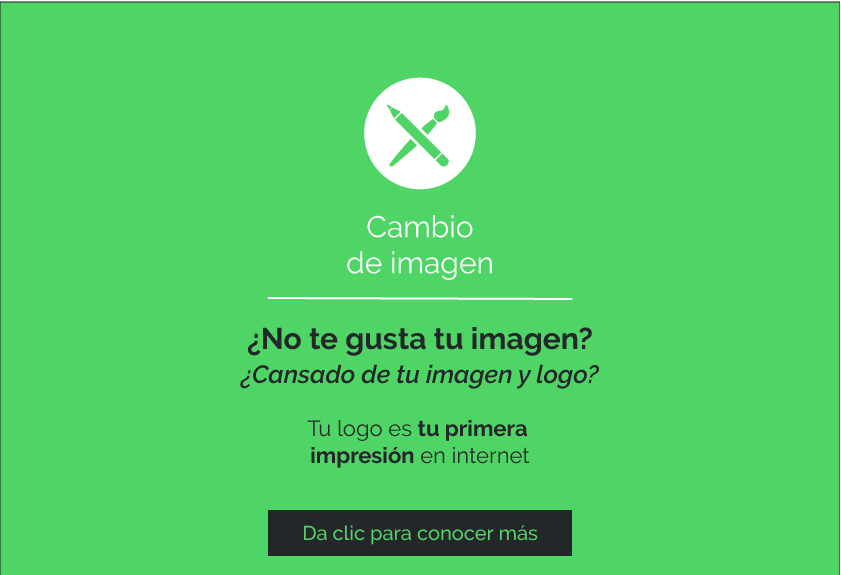 Cambio
de imagen
¿No te gusta tu imagen?
¿Cansado de tu imagen y logo?
Tu logo es tu primera
impresión en internet
Da clic para conocer más